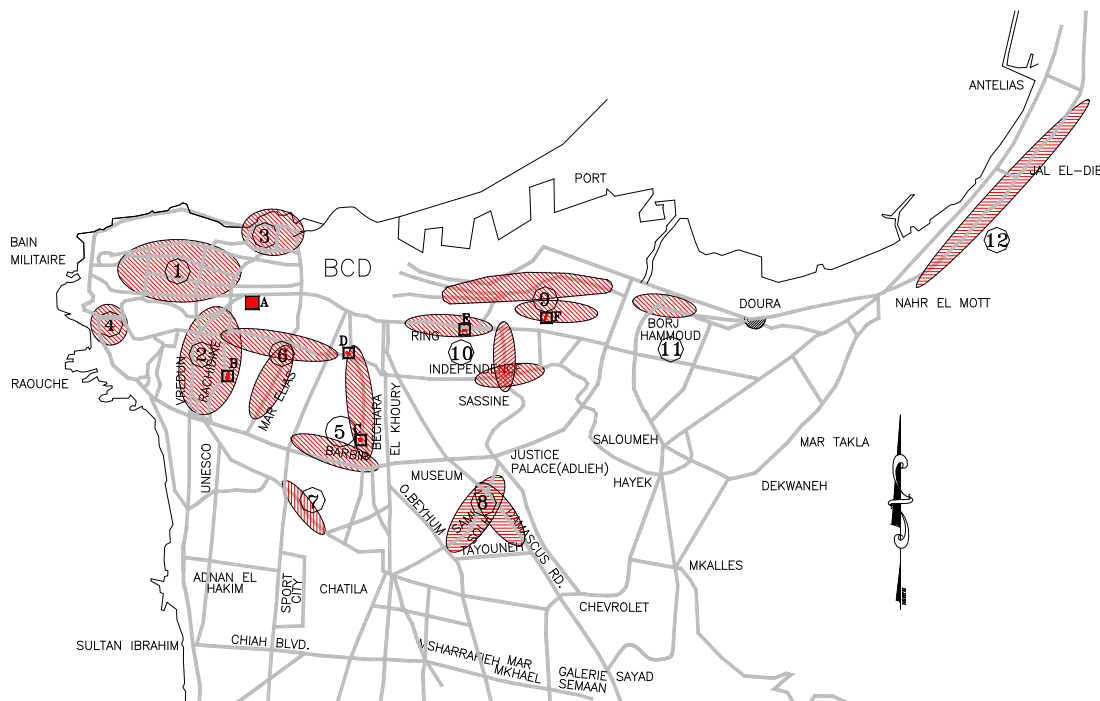 ANTELIAS
JAL EL-DIE
PORT
BAIN
MILITAIRE
BCD
3
1
12
A
4
9
F
E
DOURA
NAHR EL MOTT
RING
BORJ
HAMMOUD
11
10
INDEPENDENCE
SASSINE
D
2
B
6
RAOUCHE
VREDUN
RACHIDINE
MAR ELIAS
BECHARA
EL KHOURY
5
C
BARBIR
SALOUMEH
MAR TAKLA
JUSTICE
PALACE(ADLIEH)
HAYEK
DEKWANEH
MUSEUM
UNESCO
7
O.BEYHUM
8
SAMI
SOLH
DAMASCUS RD.
TAYOUNEH
MKALLES
ADNAN EL
HAKIM
SPORT
CITY
CHATILA
CHEVROLET
SULTAN IBRAHIM
CHIAH BLVD.
MSHARRAFIEH
MAR
MKHAEL
GALERIE
SEMAAN
SAYAD